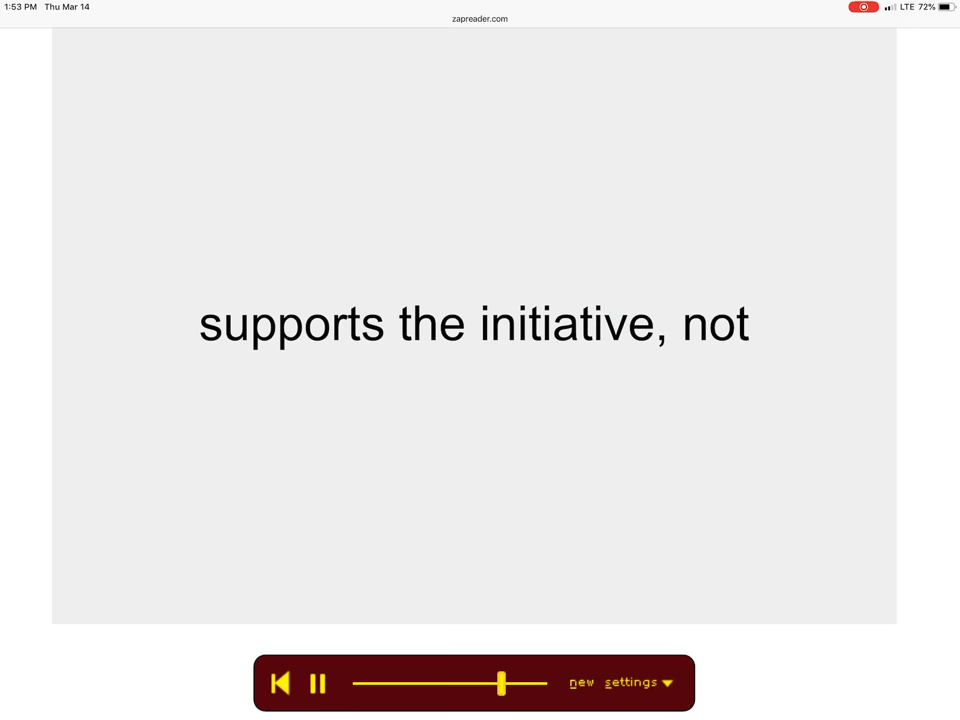 1:53 PM Thu Mar 14
LTE 72%
zapreader.com
supports the initiative, not
new settings